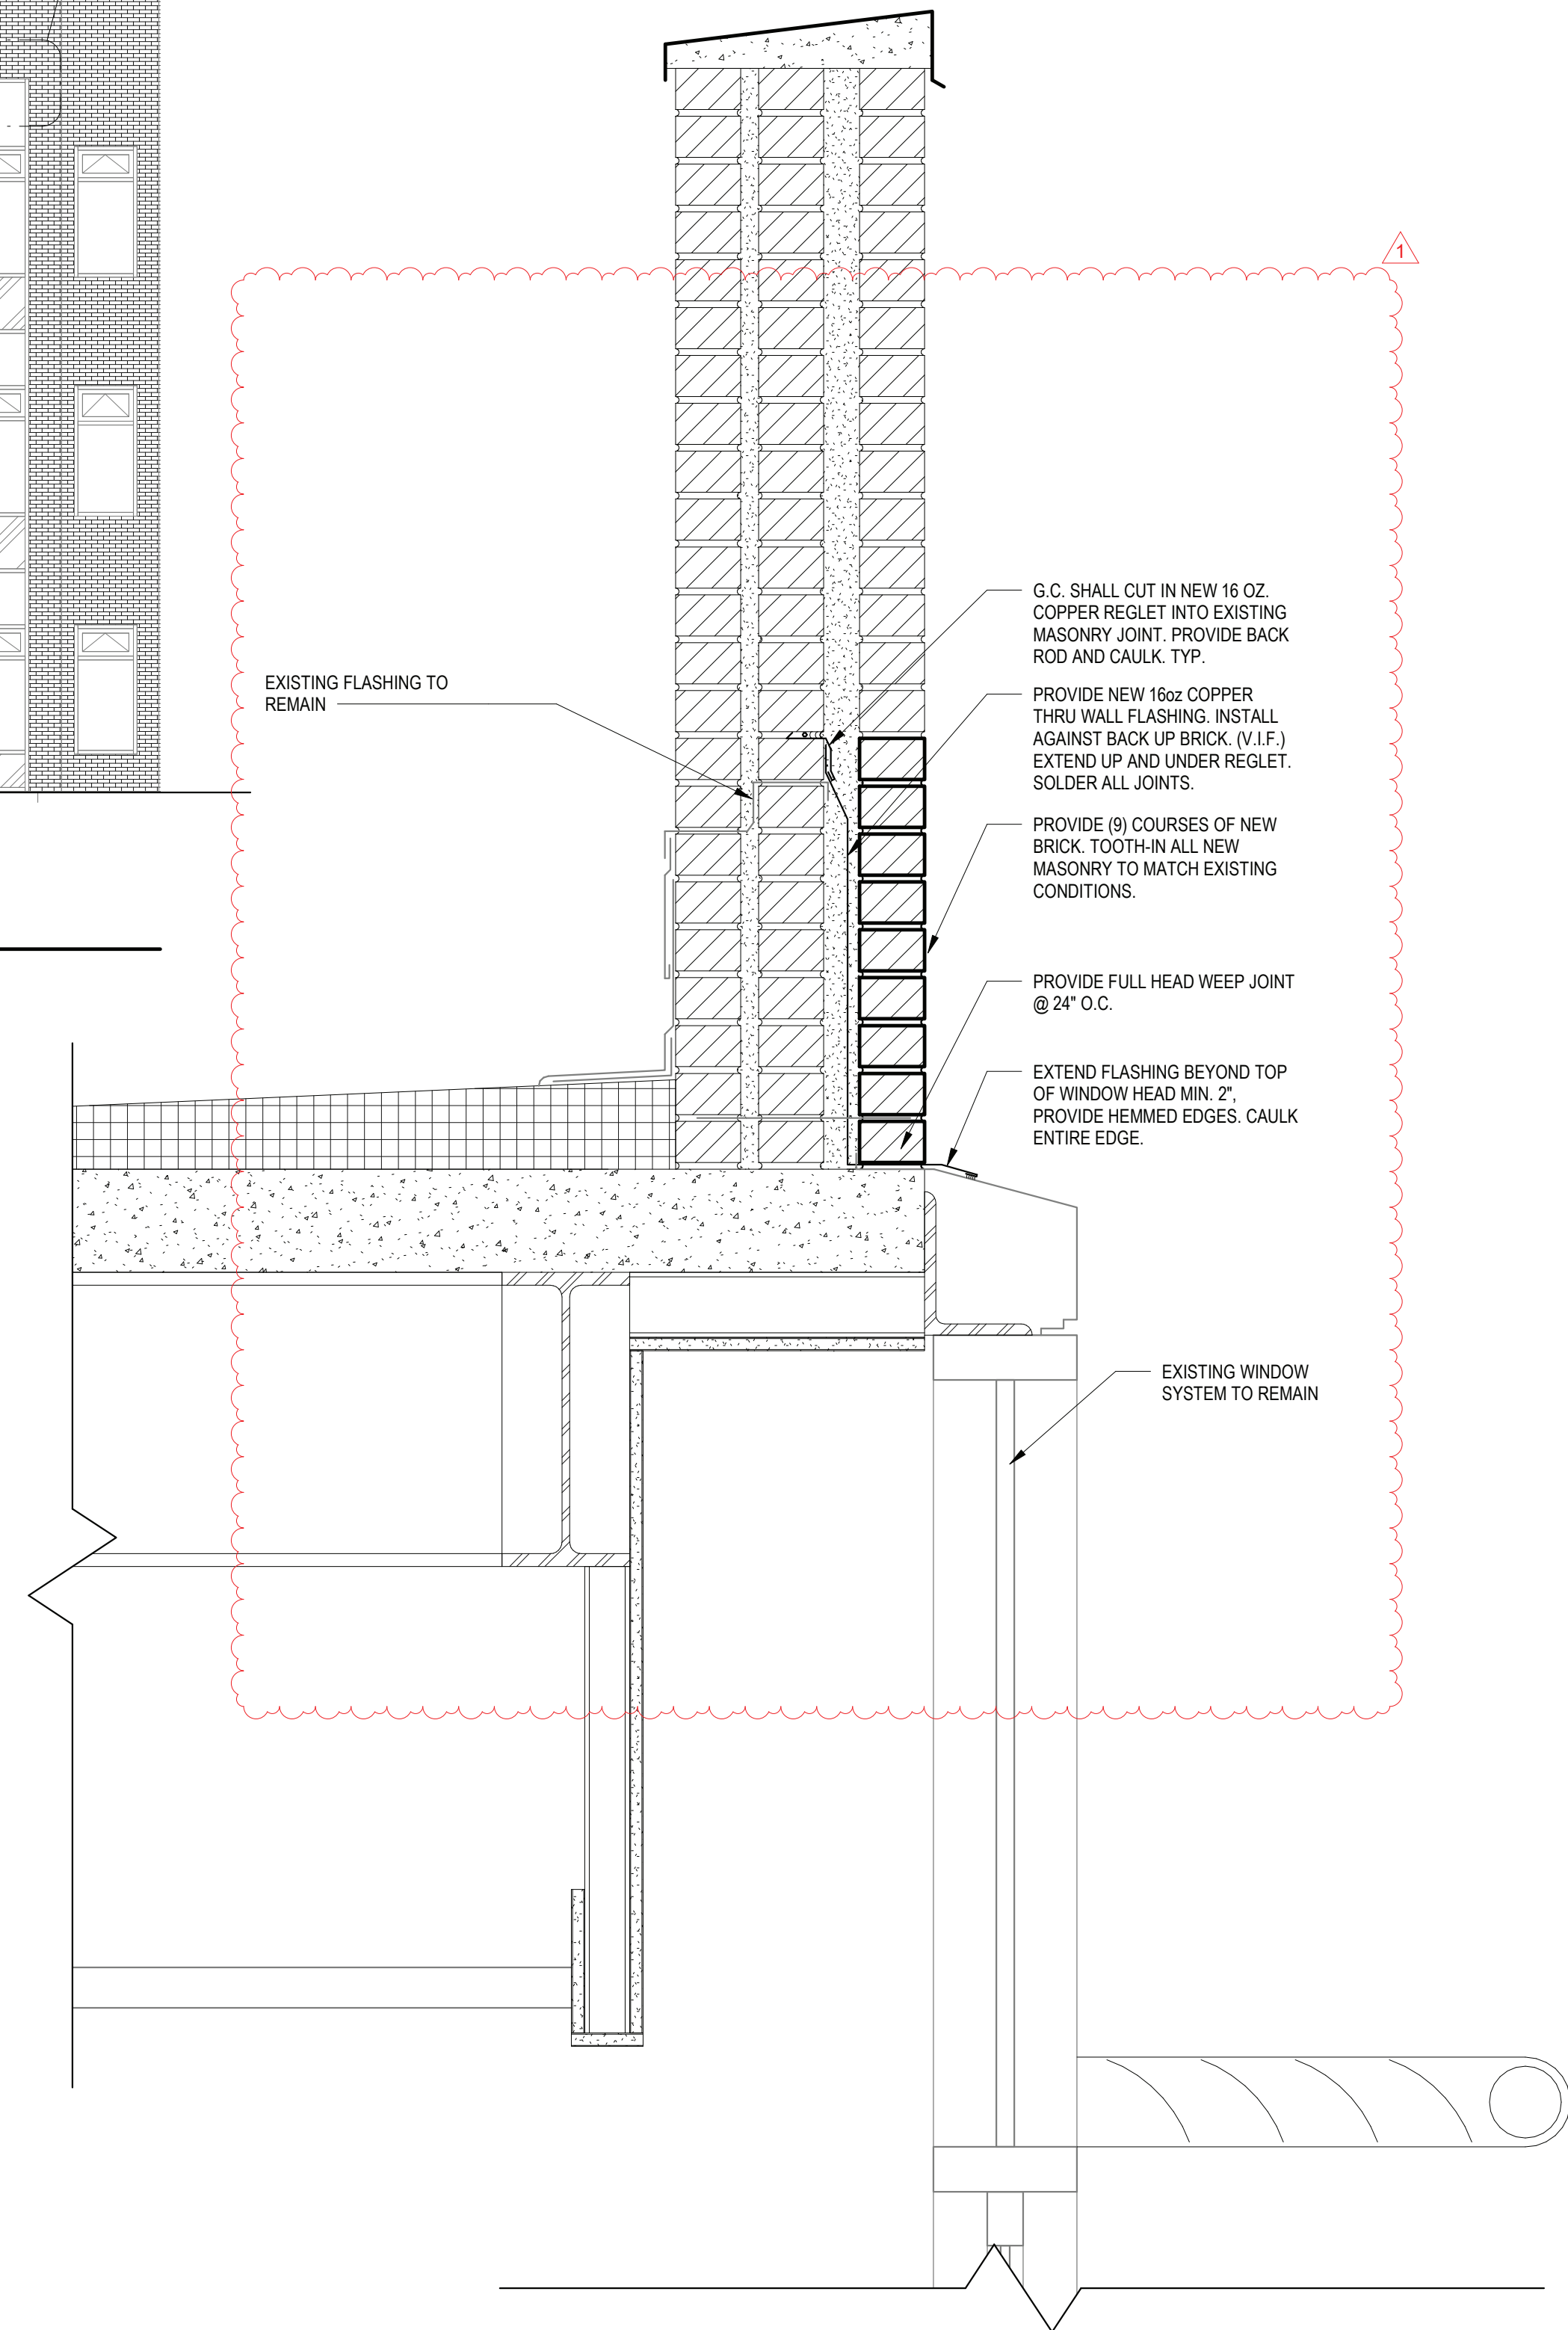 1
G.C. SHALL CUT IN NEW 16 OZ.
COPPER REGLET INTO EXISTING
MASONRY JOINT. PROVIDE BACK
ROD AND CAULK. TYP.
EXISTING FLASHING TO
REMAIN
PROVIDE NEW 16oz COPPER
THRU WALL FLASHING. INSTALL
AGAINST BACK UP BRICK. (V.I.F.)
EXTEND UP AND UNDER REGLET.
SOLDER ALL JOINTS.
PROVIDE (9) COURSES OF NEW
BRICK. TOOTH-IN ALL NEW
MASONRY TO MATCH EXISTING
CONDITIONS.
PROVIDE FULL HEAD WEEP JOINT
@ 24" O.C.
EXTEND FLASHING BEYOND TOP
OF WINDOW HEAD MIN. 2",
PROVIDE HEMMED EDGES. CAULK
ENTIRE EDGE.
EXISTING WINDOW
SYSTEM TO REMAIN